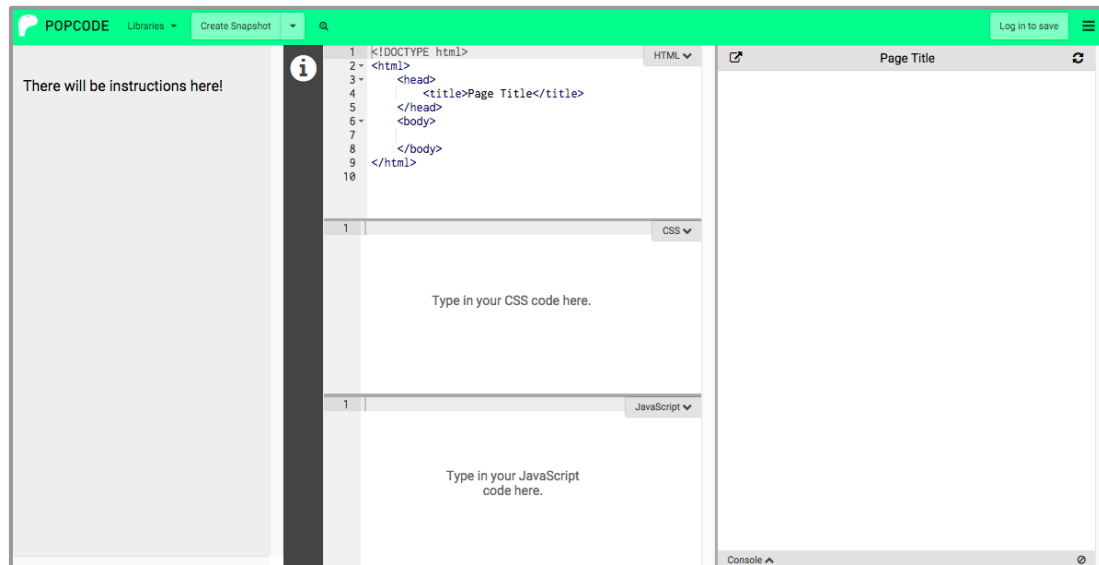 POPCODE Libraries Create Snapshot Log in to save
There will be instructions here!
1 <!DOCTYPE html>
2 <html>
3 <head>
4 <title>Page Title</title>
5 </head>
6 <body>
7
8 </body>
9 </html>
10
HTML
1
CSS
Type in your CSS code here.
1
JavaScript
Type in your JavaScript
code here.
Page Title
Console